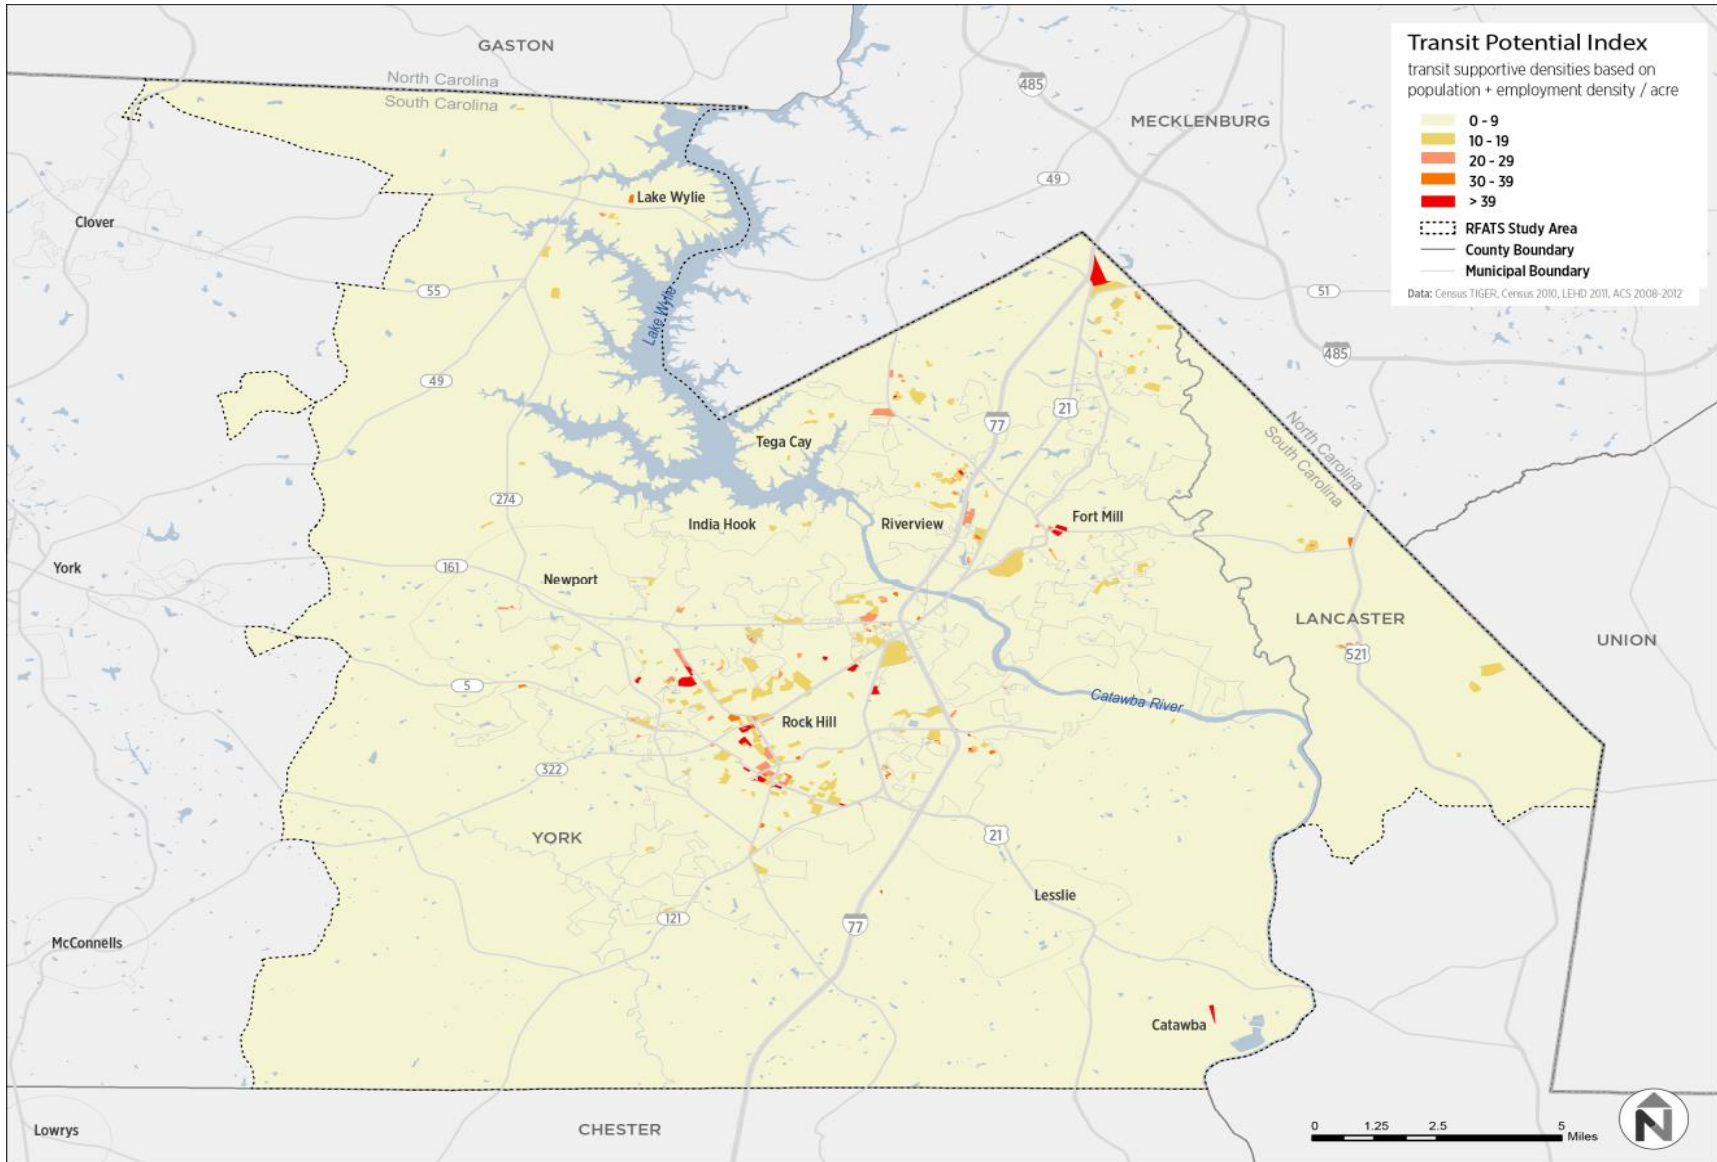 Transit Potential Index
transit supportive densities based on
population + employment density / acre
0 - 9
10 - 19
20 - 29
30 - 39
> 39
RFATS Study Area
County Boundary
Municipal Boundary
Data: Census TIGER, Census 2010, LEHD 2011, ACS 2008-2012
GASTON
North Carolina
South Carolina
485
MECKLENBURG
49
Lake Wylie
Clover
55
51
Lake Wylie
485
49
21
77
North Carolina
South Carolina
Tega Cay
274
India Hook
Riverview
Fort Mill
161
York
Newport
LANCASTER
UNION
521
5
Catawba River
Rock Hill
322
YORK
21
Lesslie
121
77
McConnells
Catawba
Lowrys
CHESTER
0 1.25 2.5 5
Miles
N